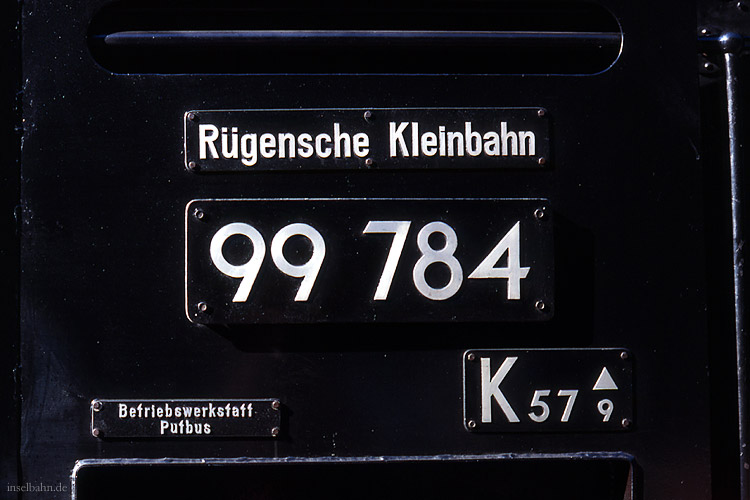 Rügensche Kleinbahn
99 784
K 57 9
Betriebswerkstatt
Putbus
inselbahn.de